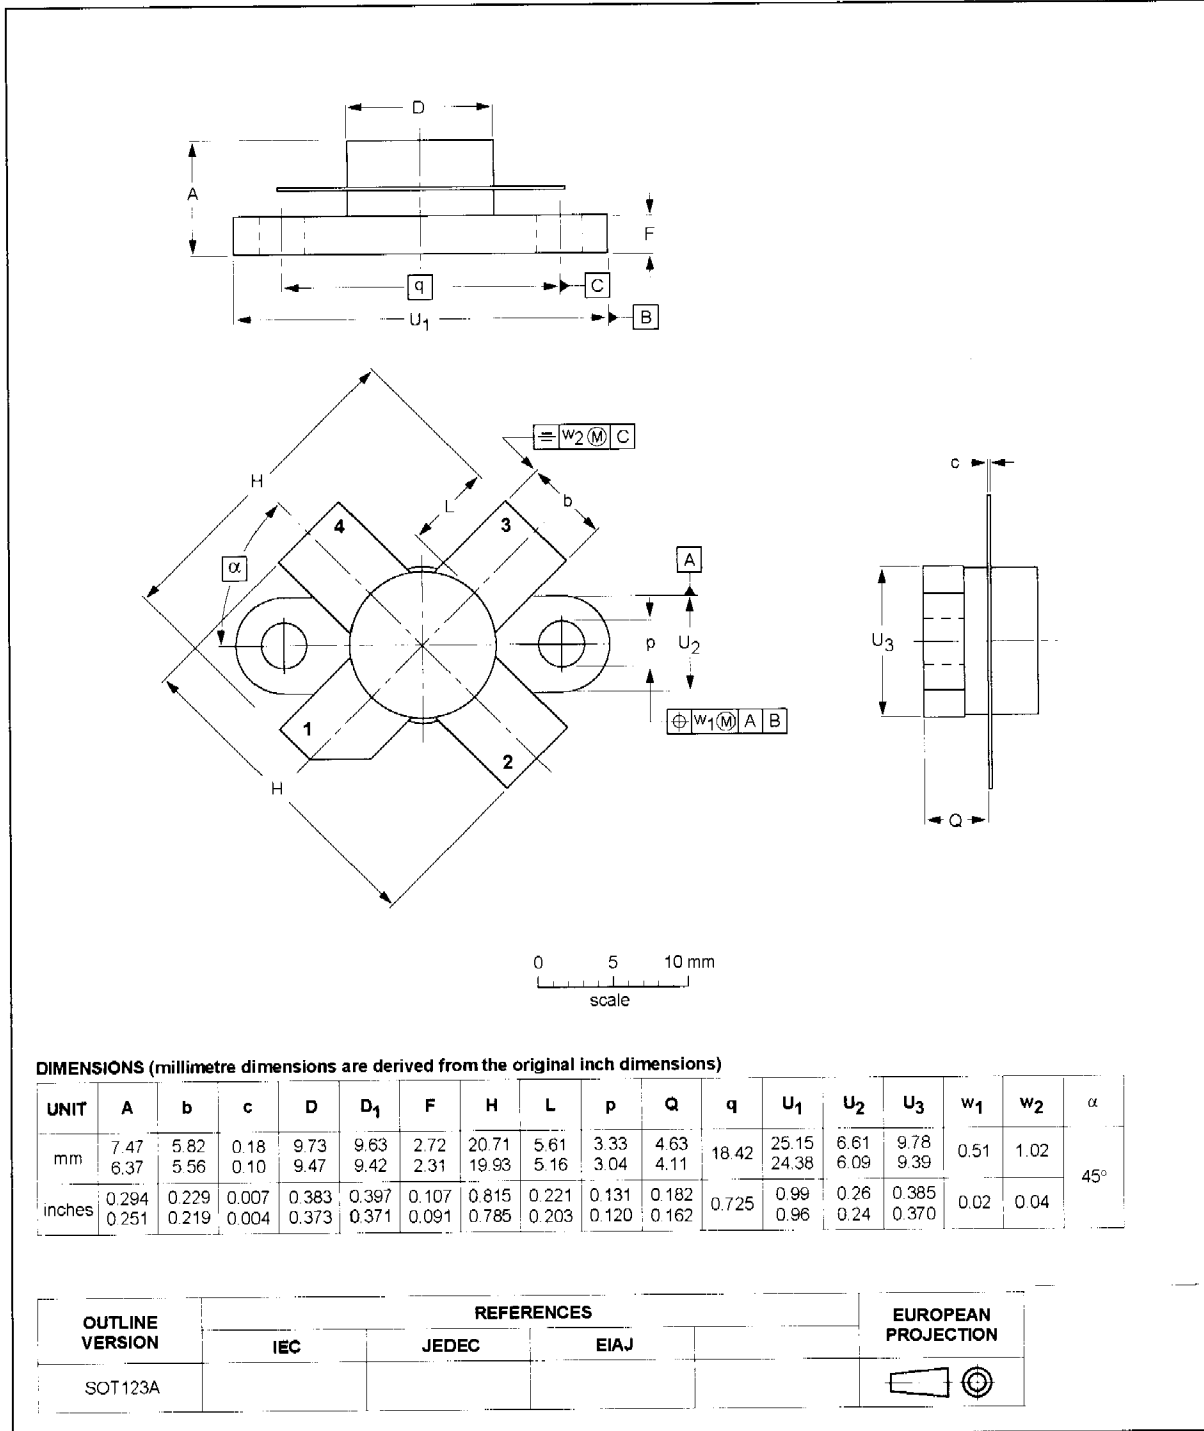 D
A
F
q
C
U1
B
w2 M C
c
H
L
b
4
3
α
A
p
U2
U3
w1 M A B
1
2
H
Q
0 5 10 mm
scale
DIMENSIONS (millimetre dimensions are derived from the original inch dimensions)
UNIT A b c D D1 F H L p Q q U1 U2 U3 w1 w2 α
mm 7.47 5.82 0.18 9.73 9.63 2.72 20.71 5.61 3.33 4.63 18.42 25.15 6.61 9.78 0.51 1.02 45°
6.37 5.56 0.10 9.47 9.42 2.31 19.93 5.16 3.04 4.11 24.38 6.09 9.39
inches 0.294 0.229 0.007 0.383 0.397 0.107 0.815 0.221 0.131 0.182 0.725 0.99 0.26 0.385 0.02 0.04
0.251 0.219 0.004 0.373 0.371 0.091 0.785 0.203 0.120 0.162 0.96 0.24 0.370
OUTLINE VERSION
REFERENCES
EUROPEAN PROJECTION
IEC JEDEC EIAJ
SOT123A